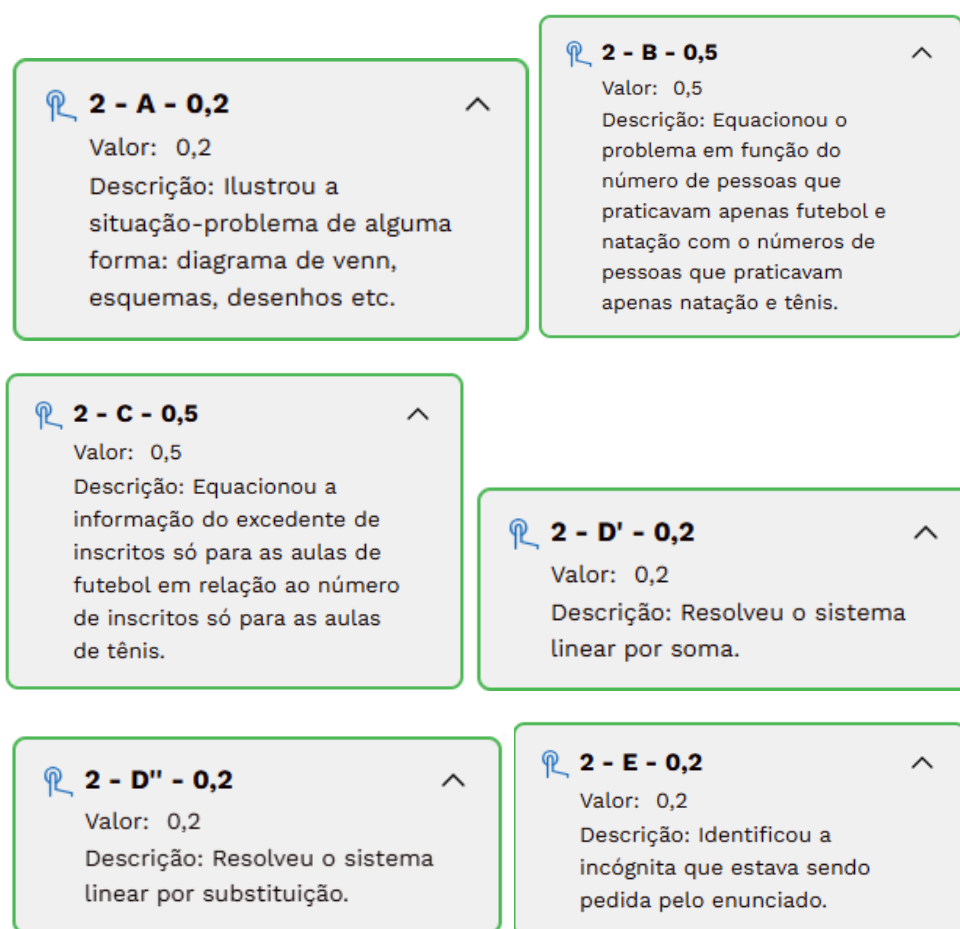 2 - A - 0,2
Valor: 0,2
Descrição: Ilustrou a
situação-problema de alguma
forma: diagrama de venn,
esquemas, desenhos etc.
2 - B - 0,5
Valor: 0,5
Descrição: Equacionou o
problema em função do
número de pessoas que
praticavam apenas futebol e
natação com o números de
pessoas que praticavam
apenas natação e tênis.
2 - C - 0,5
Valor: 0,5
Descrição: Equacionou a
informação do excedente de
inscritos só para as aulas de
futebol em relação ao número
de inscritos só para as aulas
de tênis.
2 - D' - 0,2
Valor: 0,2
Descrição: Resolveu o sistema
linear por soma.
2 - D" - 0,2
Valor: 0,2
Descrição: Resolveu o sistema
linear por substituição.
2 - E - 0,2
Valor: 0,2
Descrição: Identificou a
incógnita que estava sendo
pedida pelo enunciado.